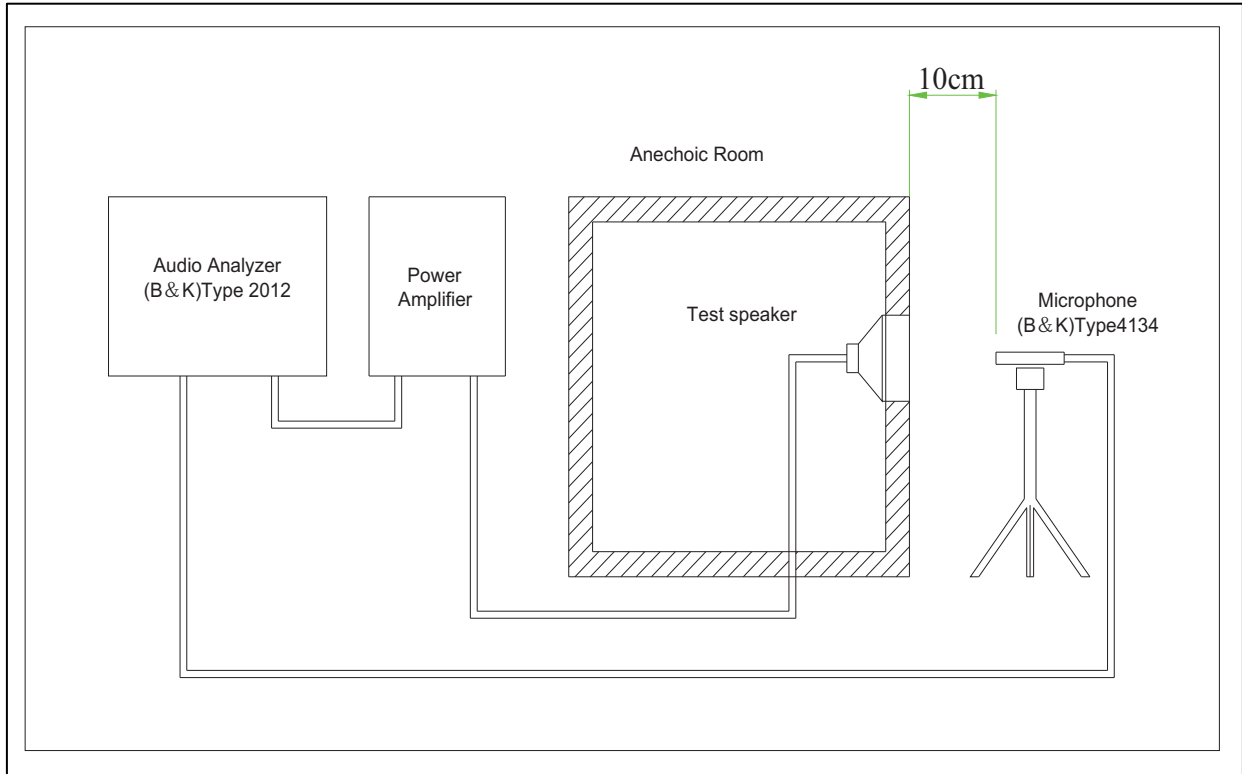 10cm
Anechoic Room
Audio Analyzer
(B&K)Type 2012
Power
Amplifier
Test speaker
Microphone
(B&K)Type4134